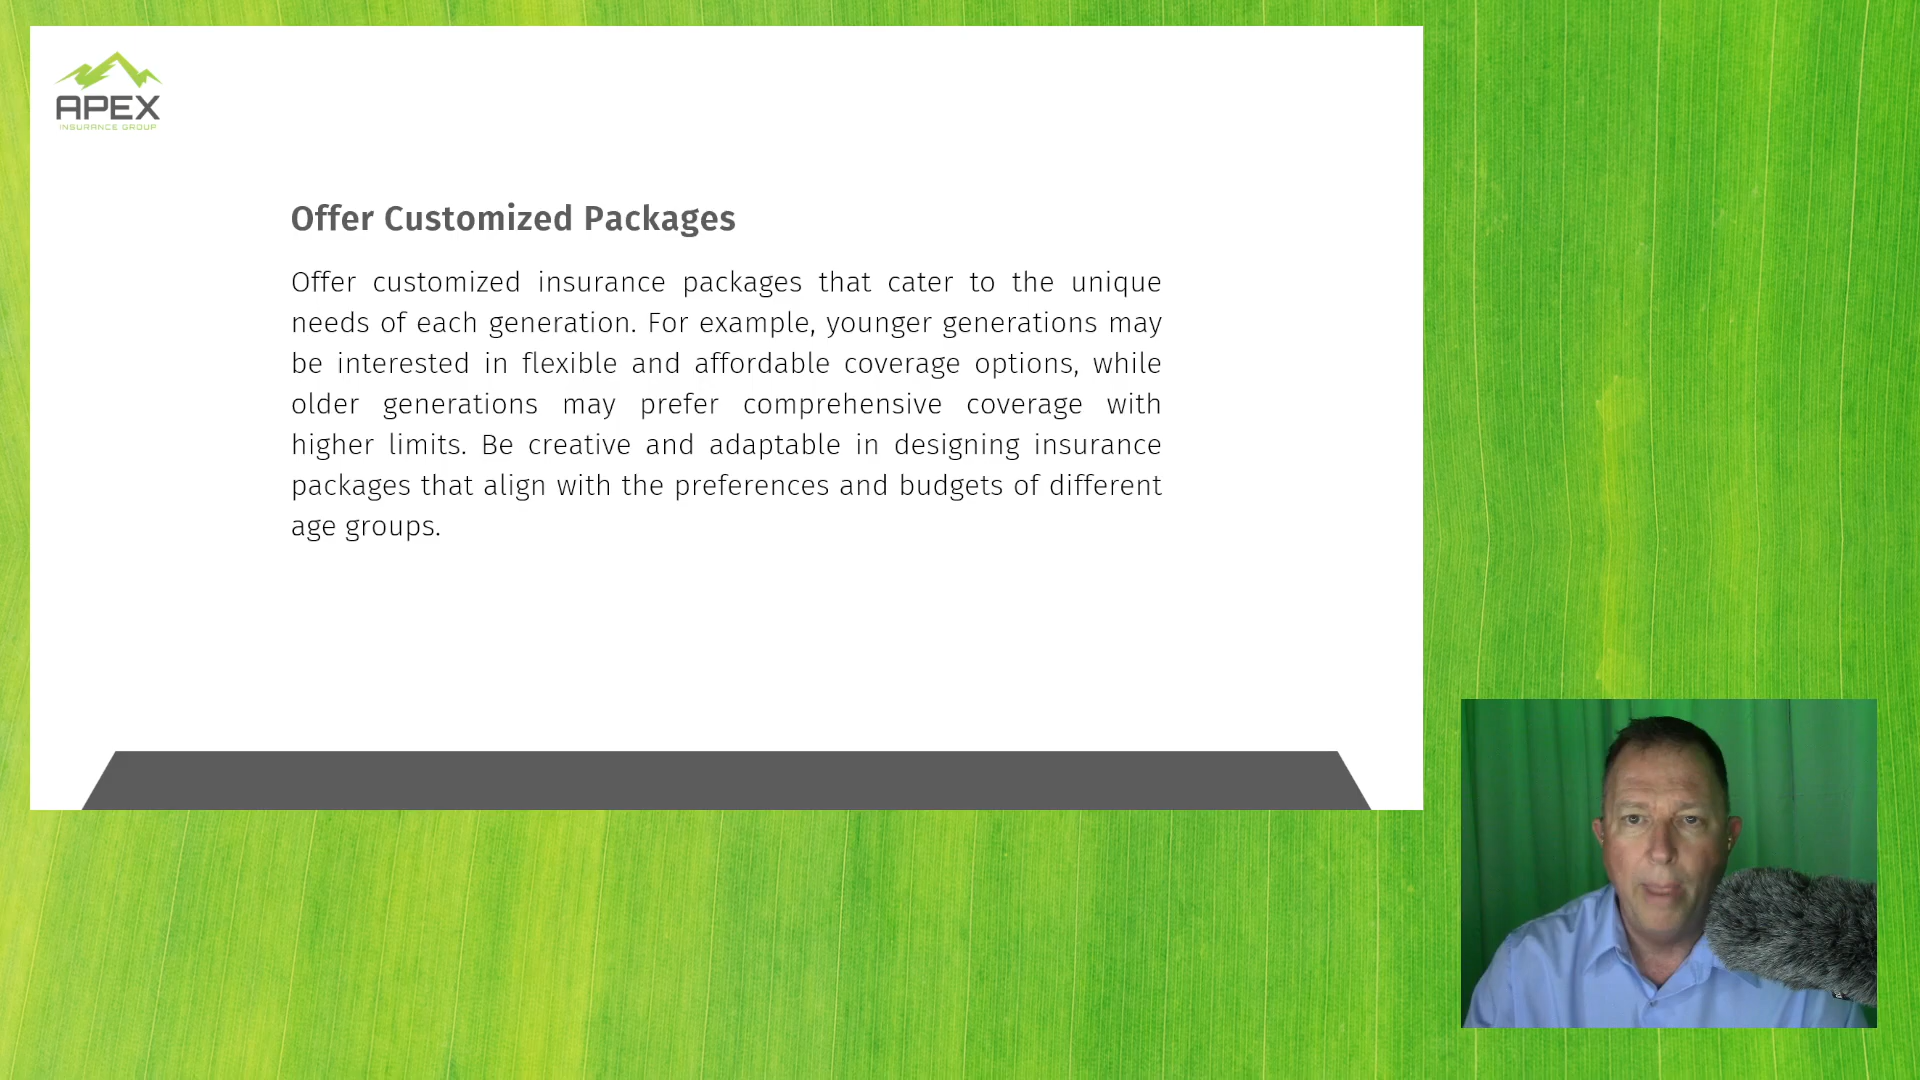 APEX
INSURANCE GROUP
Offer Customized Packages
Offer customized insurance packages that cater to the unique
needs of each generation. For example, younger generations may
be interested in flexible and affordable coverage options, while
older generations may prefer comprehensive coverage with
higher limits. Be creative and adaptable in designing insurance
packages that align with the preferences and budgets of different
age groups.